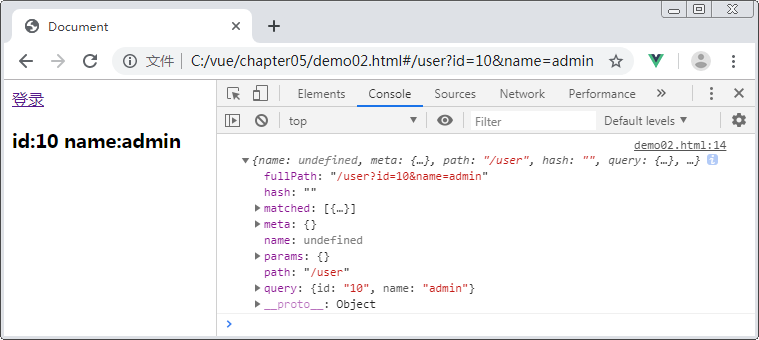 Document
文件 C:/vue/chapter05/demo02.html#/user?id=10&name=admin
登录
id:10 name:admin
Elements Console Sources Network Performance
top Filter Default levels
demo02.html:14
{name: undefined, meta: {…}, path: "/user", hash: "", query: {…}, …}
fullPath: "/user?id=10&name=admin"
hash: ""
matched: [{…}]
meta: {}
name: undefined
params: {}
path: "/user"
query: {id: "10", name: "admin"}
__proto__: Object